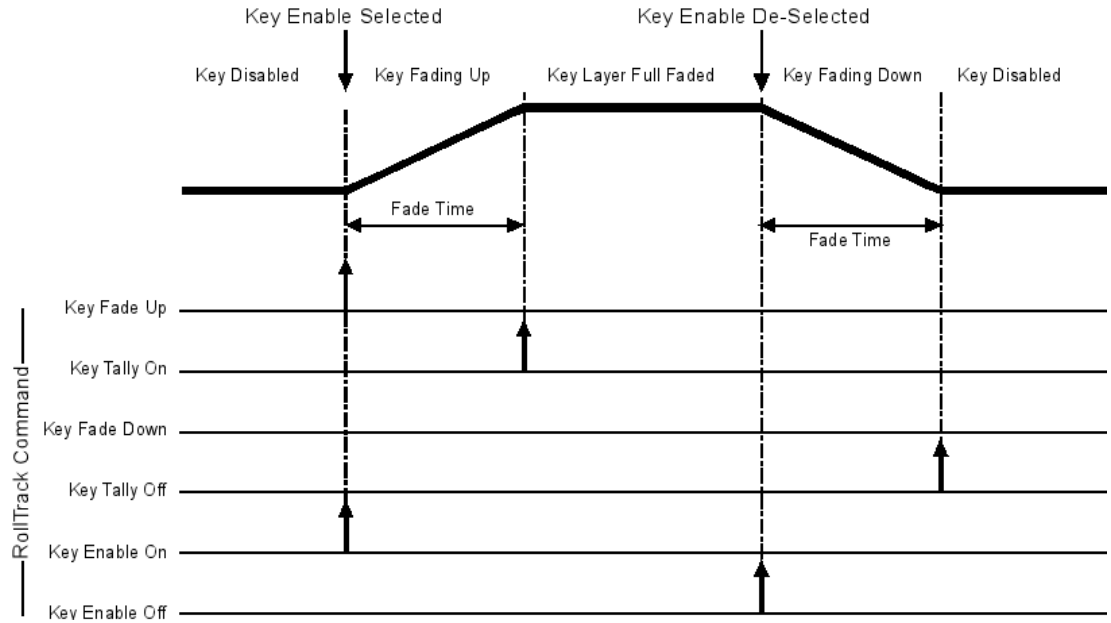 Key Enable Selected
Key Enable De-Selected
Key Disabled
Key Fading Up
Key Layer Full Faded
Key Fading Down
Key Disabled
Fade Time
Fade Time
RollTrack Command
Key Fade Up
Key Tally On
Key Fade Down
Key Tally Off
Key Enable On
Key Enable Off